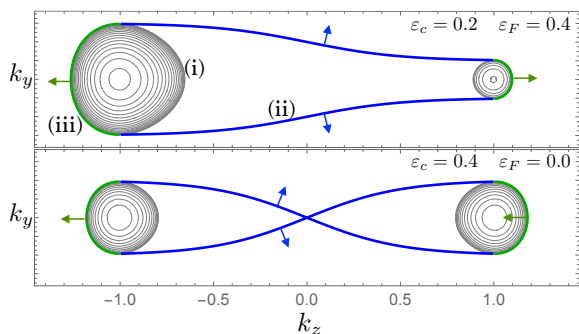 ε_c = 0.2 ε_F = 0.4
k_y
(i)
(ii)
(iii)
ε_c = 0.4 ε_F = 0.0
k_y
−1.0 −0.5 0.0 0.5 1.0
k_z